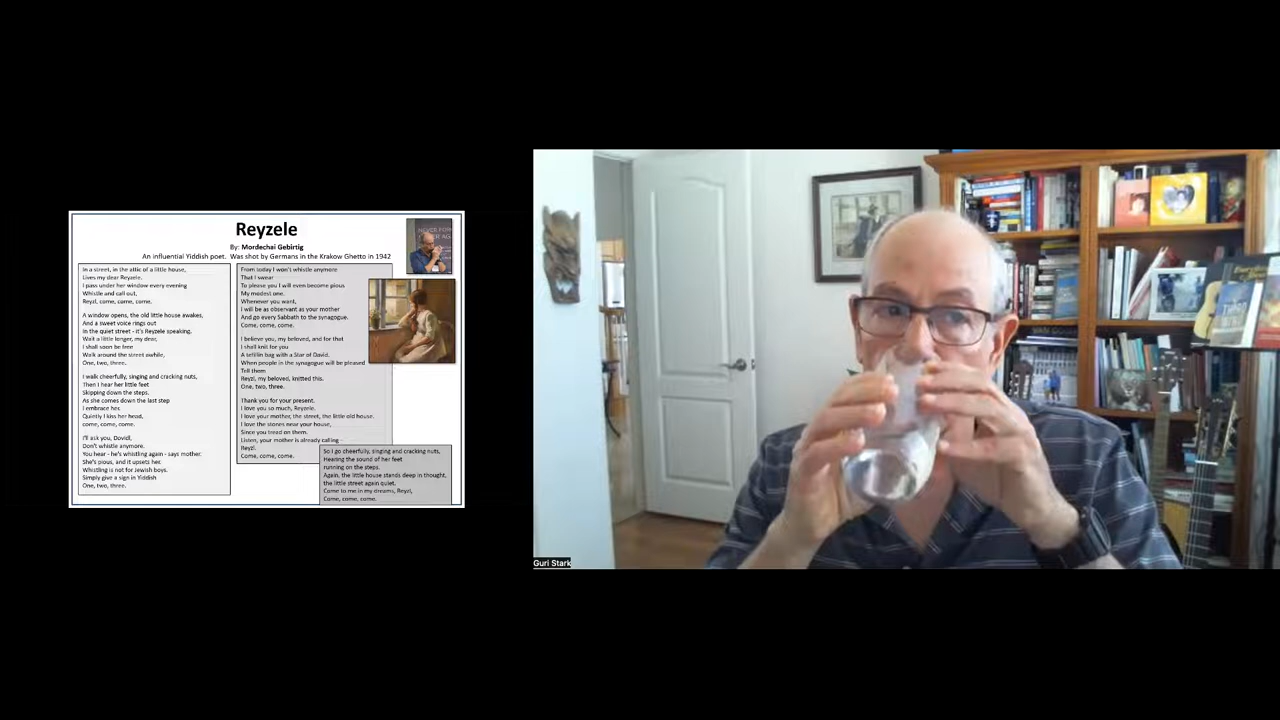 Reyzele
By: Mordechai Gebirtig
An influential Yiddish poet. Was shot by Germans in the Krakow Ghetto in 1942
In a street, in the attic of a little house,
Lives my dear Reyzele.
I pass under her window every evening
Whistle and call out,
Reyzl, come, come, come.
A window opens, the old little house awakes,
And a sweet voice rings out
In the quiet street - it's Reyzele speaking.
Wait a little longer, my dear,
I shall soon be free
Walk around the street awhile,
One, two, three.
I walk cheerfully, singing and cracking nuts,
Then I hear her little feet
Skipping down the steps.
As she comes down the last step
I embrace her.
Quietly I kiss her head,
come, come, come.
I'll ask you, Dovidl,
Don't whistle anymore.
You hear - he's whistling again - says mother.
She's pious, and it upsets her.
Whistling is not for Jewish boys.
Simply give a sign in Yiddish
One, two, three.
From today I won't whistle anymore
That I swear
To please you I will even become pious
My modest one.
Whenever you want,
I will be as observant as your mother
And go every Sabbath to the synagogue.
Come, come, come.
I believe you, my beloved, and for that
I shall knit for you
A tefillin bag with a Star of David.
When people in the synagogue will be pleased
Tell them
Reyzl, my beloved, knitted this.
One, two, three.
Thank you for your present.
I love you so much, Reyzele.
I love your mother, the street, the little old house.
I love the stones near your house,
Since you tread on them.
Listen, your mother is already calling -
Reyzl.
Come, come, come.
So I go cheerfully, singing and cracking nuts,
Hearing the sound of her feet
running on the steps.
Again, the little house stands deep in thought,
the little street again quiet.
Come to me in my dreams, Reyzl,
Come, come, come.
Guri Stark